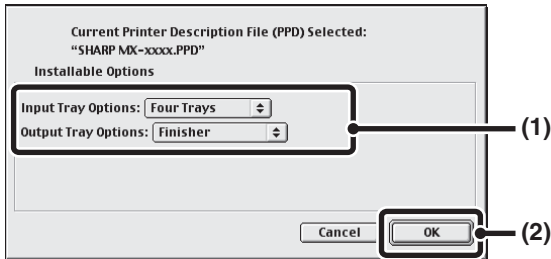 Current Printer Description File (PPD) Selected:
"SHARP MX-xxxx.PPD"
Installable Options
Input Tray Options: Four Trays
(1)
Output Tray Options: Finisher
Cancel OK (2)